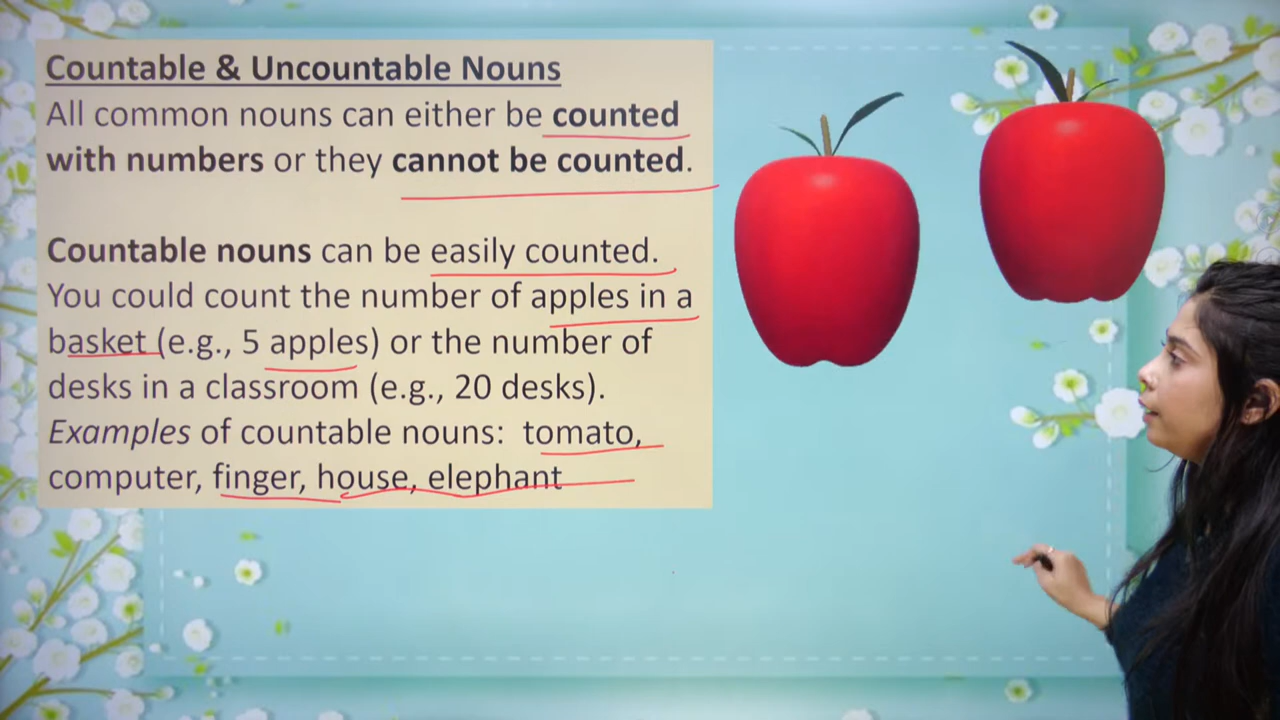 Countable & Uncountable Nouns
All common nouns can either be counted
with numbers or they cannot be counted.
Countable nouns can be easily counted.
You could count the number of apples in a
basket (e.g., 5 apples) or the number of
desks in a classroom (e.g., 20 desks).
Examples of countable nouns: tomato,
computer, finger, house, elephant